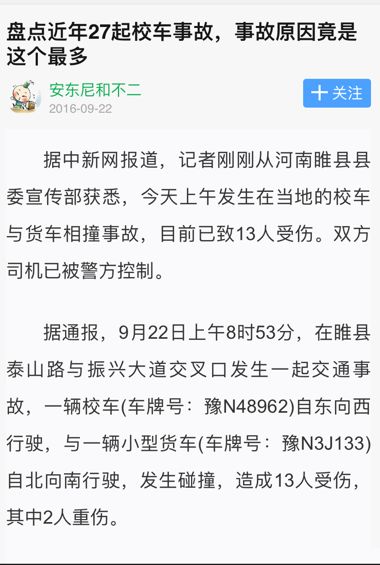 盘点近年27起校车事故，事故原因竟是
这个最多
安东尼和不二
2016-09-22
十 关注
据中新网报道，记者刚刚从河南睢县县
委宣传部获悉，今天上午发生在当地的校车
与货车相撞事故，目前已致13人受伤。双方
司机已被警方控制。
据通报，9月22日上午8时53分，在睢县
泰山路与振兴大道交叉口发生一起交通事
故，一辆校车(车牌号：豫N48962)自东向西
行驶，与一辆小型货车(车牌号：豫N3J133)
自北向南行驶，发生碰撞，造成13人受伤，
其中2人重伤。